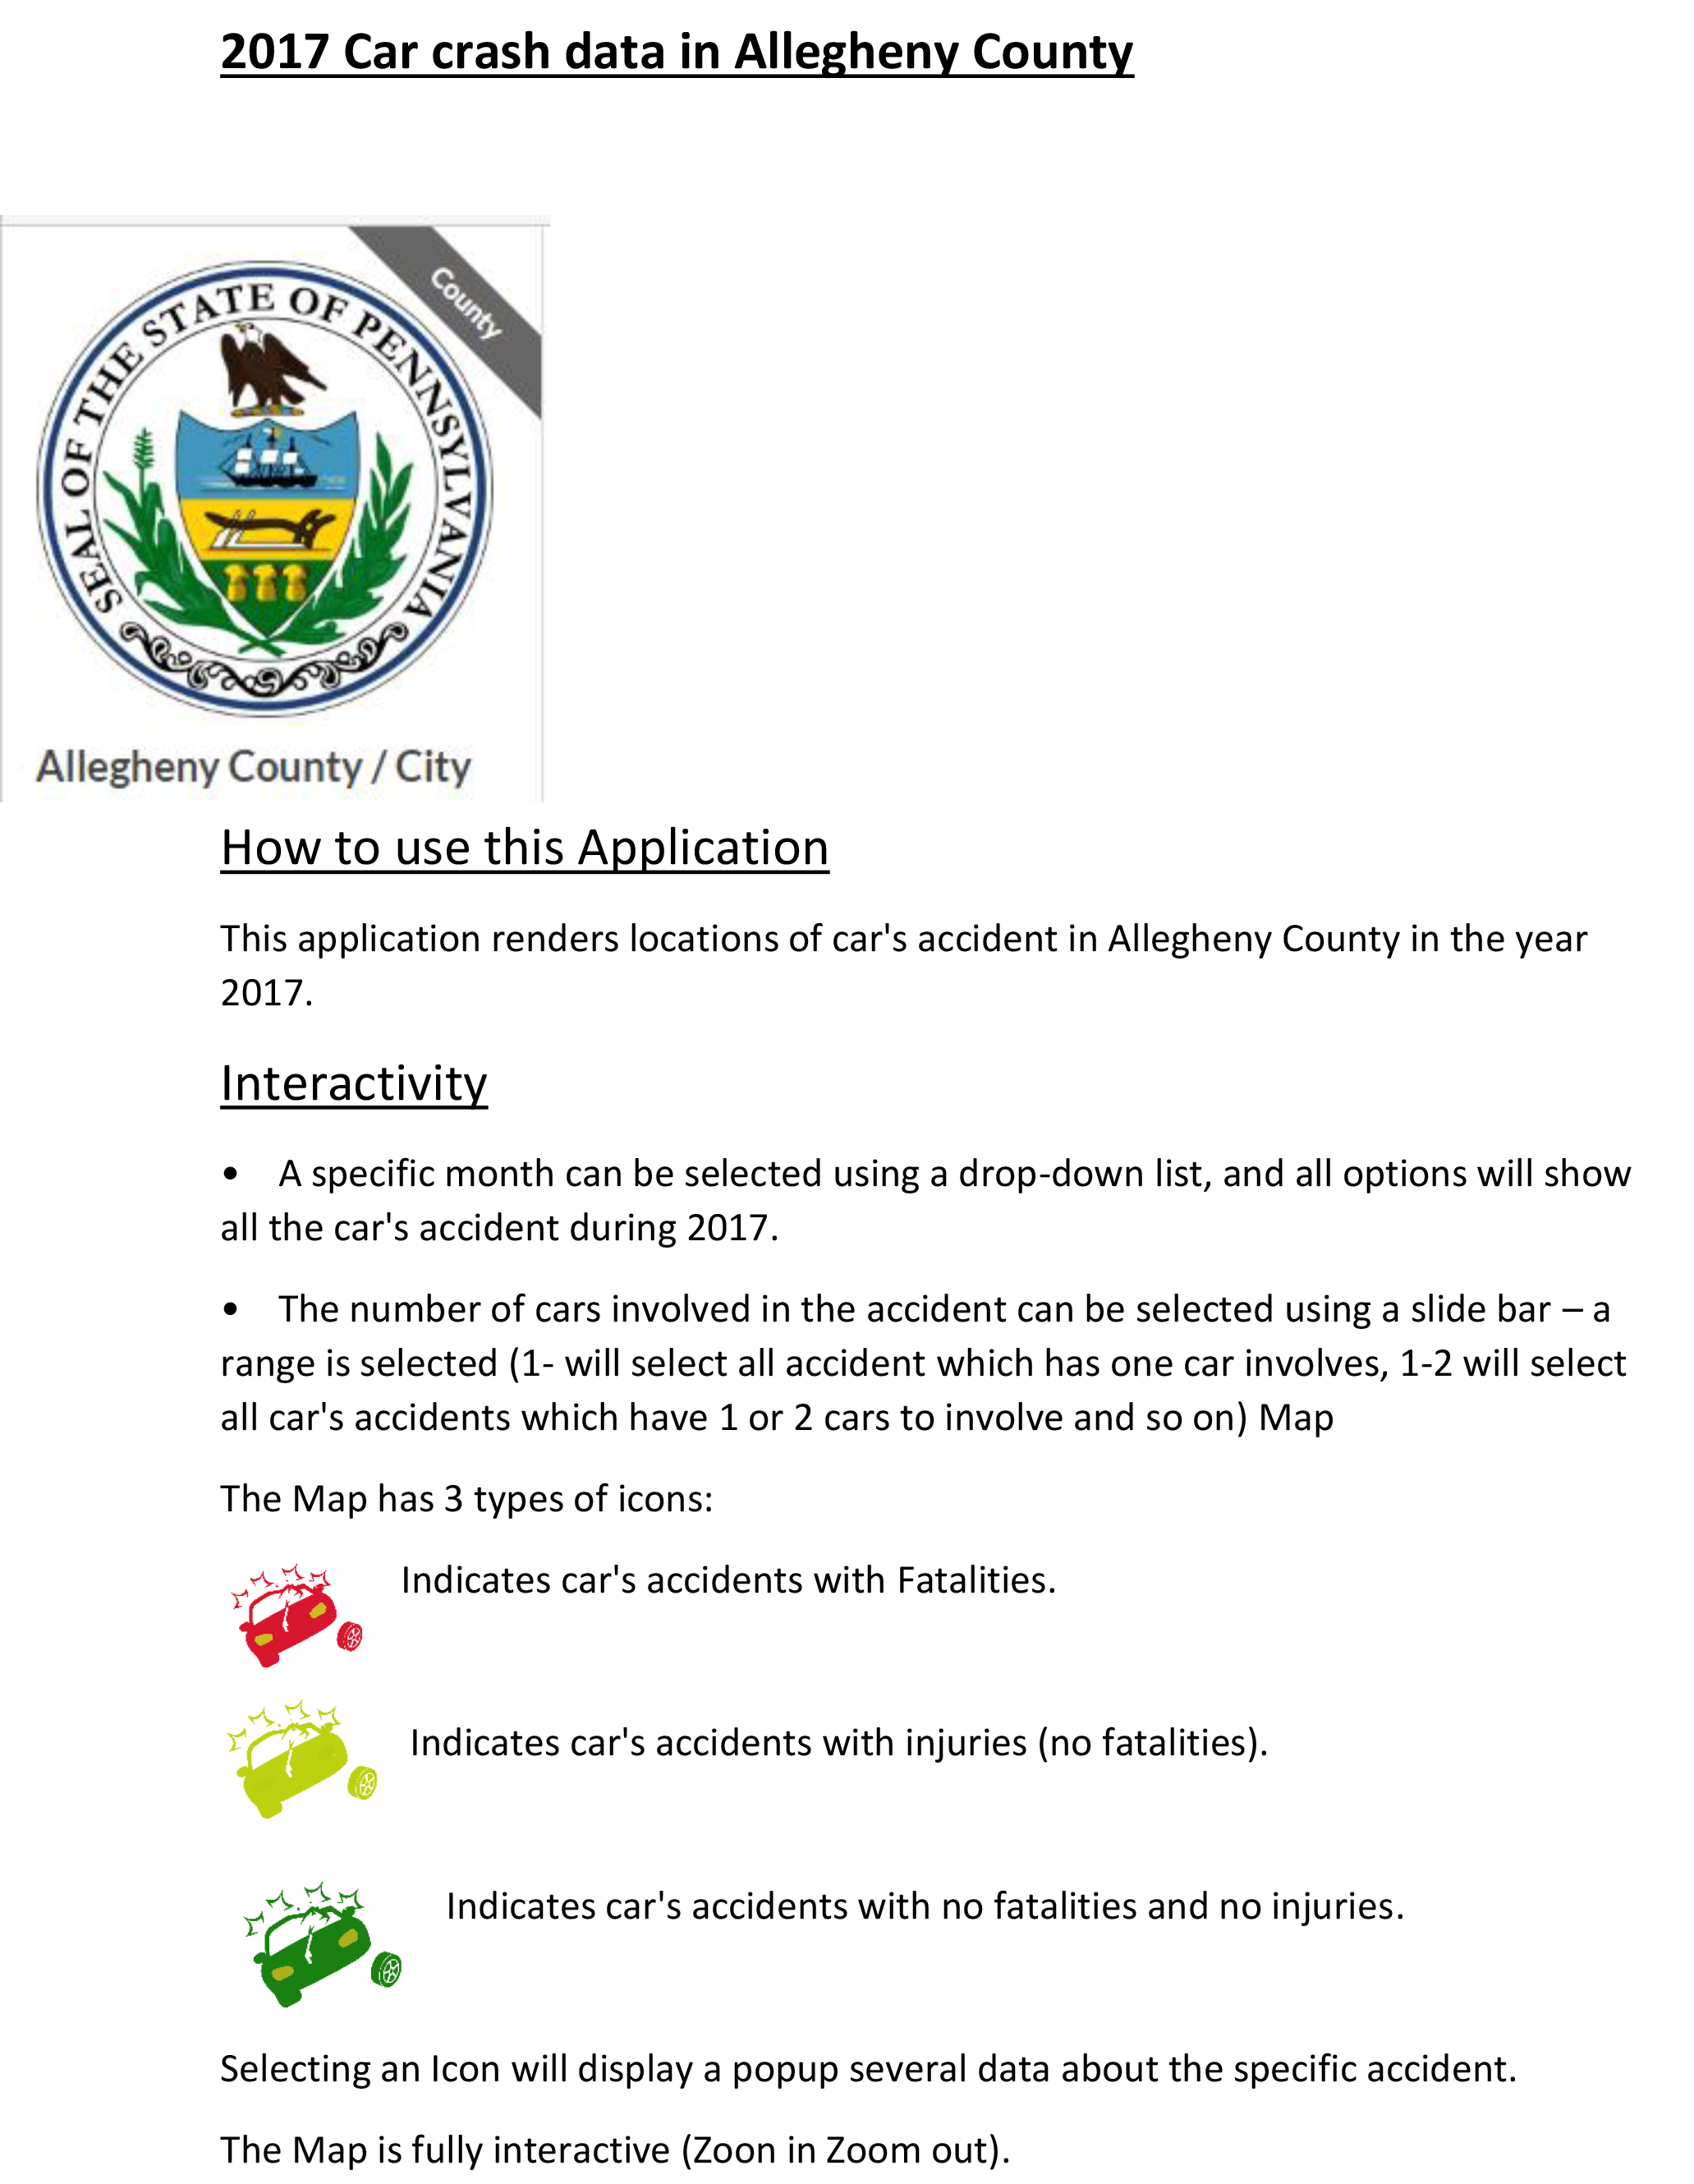 2017 Car crash data in Allegheny County
County
SEAL OF THE STATE OF PENNSYLVANIA
Allegheny County / City
How to use this Application
This application renders locations of car's accident in Allegheny County in the year
2017.
Interactivity
• A specific month can be selected using a drop-down list, and all options will show
all the car's accident during 2017.
• The number of cars involved in the accident can be selected using a slide bar – a
range is selected (1- will select all accident which has one car involves, 1-2 will select
all car's accidents which have 1 or 2 cars to involve and so on) Map
The Map has 3 types of icons:
Indicates car's accidents with Fatalities.
Indicates car's accidents with injuries (no fatalities).
Indicates car's accidents with no fatalities and no injuries.
Selecting an Icon will display a popup several data about the specific accident.
The Map is fully interactive (Zoon in Zoom out).